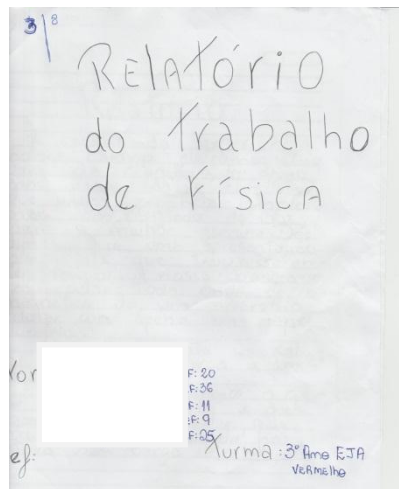 3|8
RElAtóriO
do trabalho
de FísicA
F: 20
F: 36
F: 11
F: 9
F: 25
turma: 3º Ano EJA
VERmelho